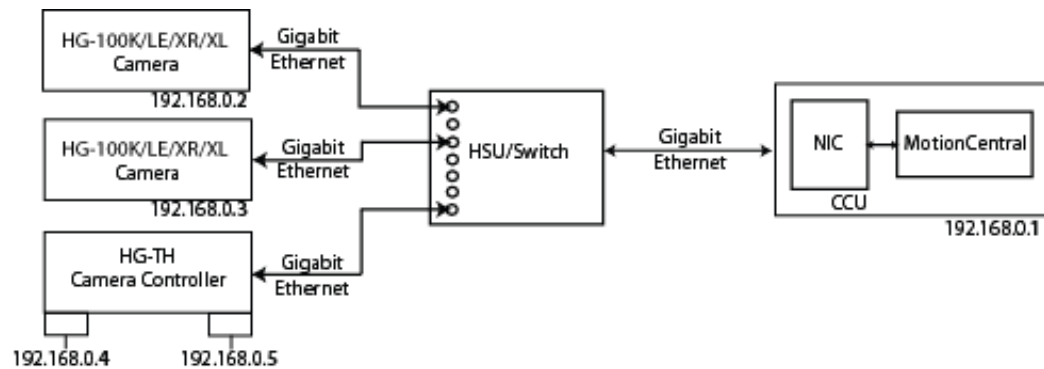 HG-100K/LE/XR/XL
Camera
192.168.0.2
Gigabit
Ethernet
HG-100K/LE/XR/XL
Camera
192.168.0.3
Gigabit
Ethernet
HG-TH
Camera Controller
192.168.0.4
192.168.0.5
Gigabit
Ethernet
HSU/Switch
Gigabit
Ethernet
NIC
MotionCentral
CCU
192.168.0.1